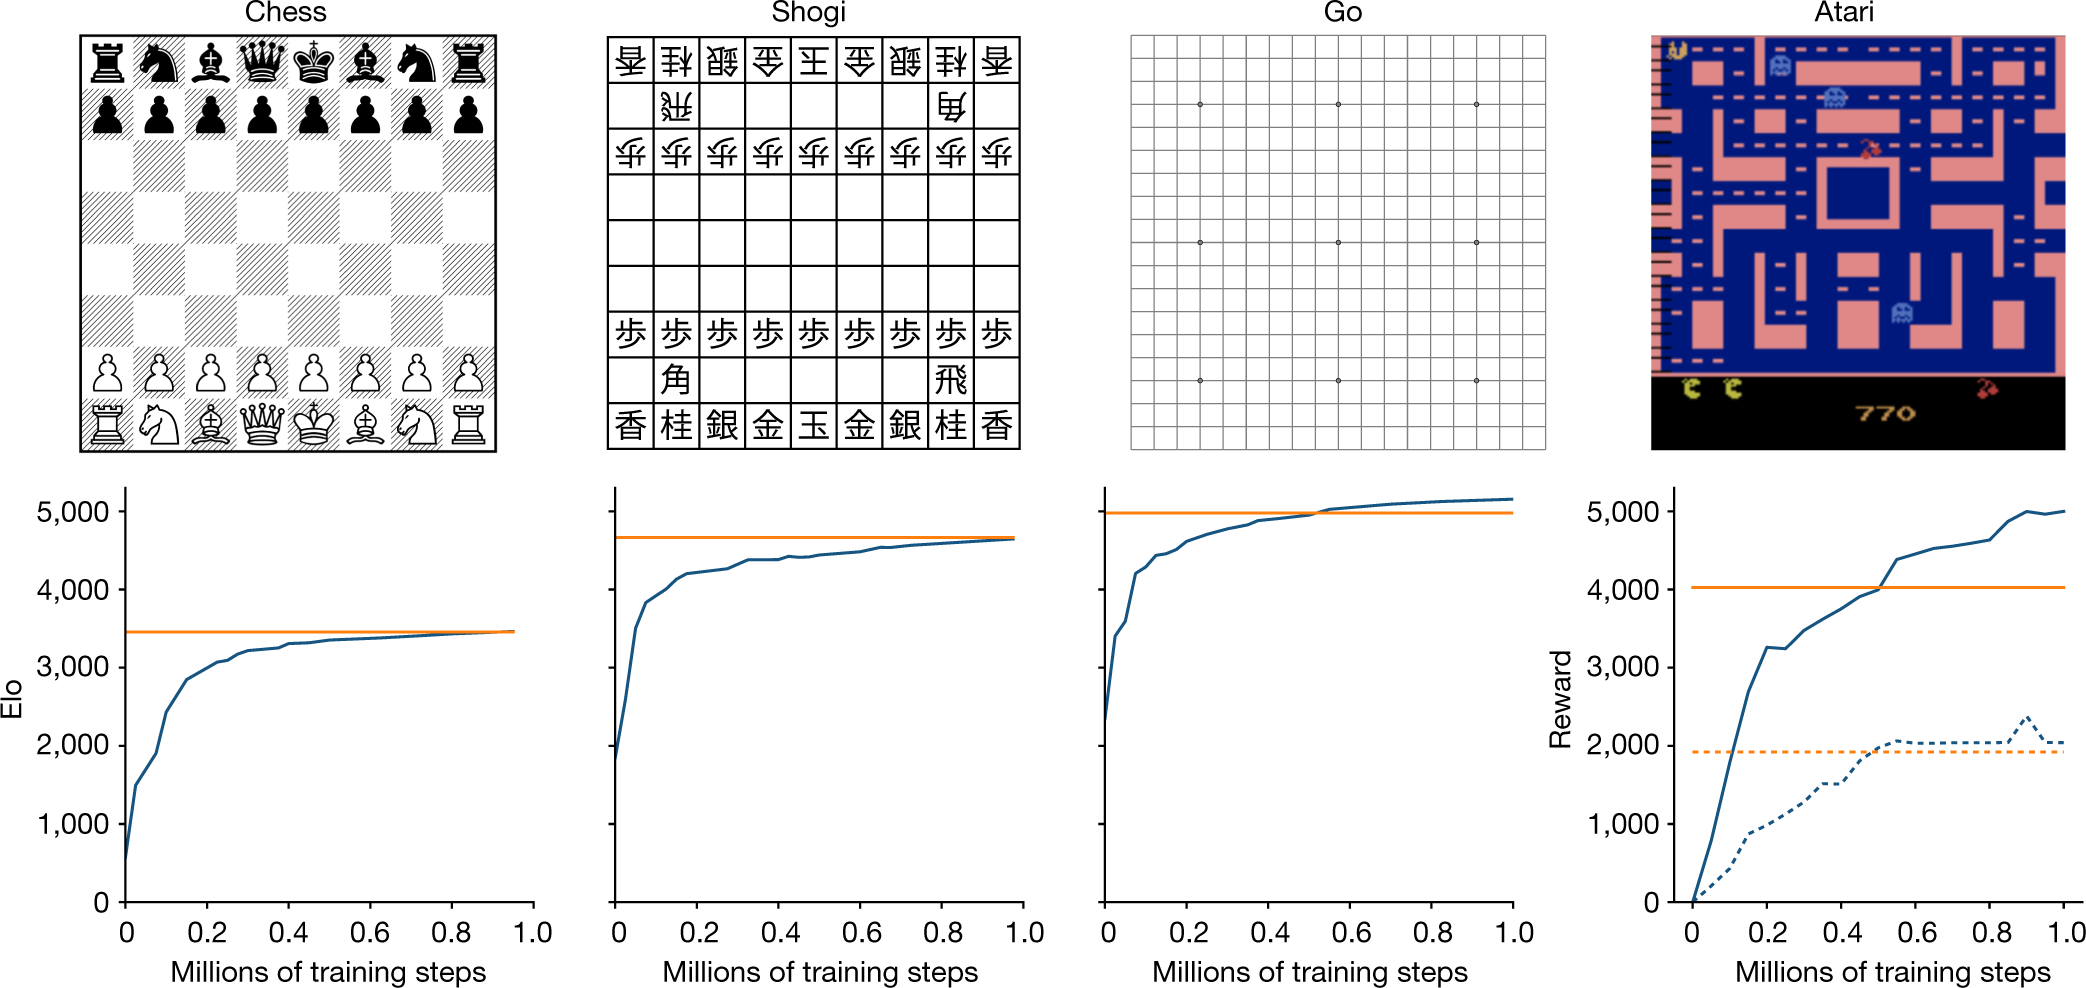 Chess
Shogi
Go
Atari
香 桂 銀 金 玉 金 銀 桂 香
飛 角
歩 歩 歩 歩 歩 歩 歩 歩 歩
歩 歩 歩 歩 歩 歩 歩 歩 歩
角 飛
香 桂 銀 金 玉 金 銀 桂 香
770
Elo
5,000
4,000
3,000
2,000
1,000
0
0 0.2 0.4 0.6 0.8 1.0
Millions of training steps
0 0.2 0.4 0.6 0.8 1.0
Millions of training steps
0 0.2 0.4 0.6 0.8 1.0
Millions of training steps
Reward
5,000
4,000
3,000
2,000
1,000
0
0 0.2 0.4 0.6 0.8 1.0
Millions of training steps